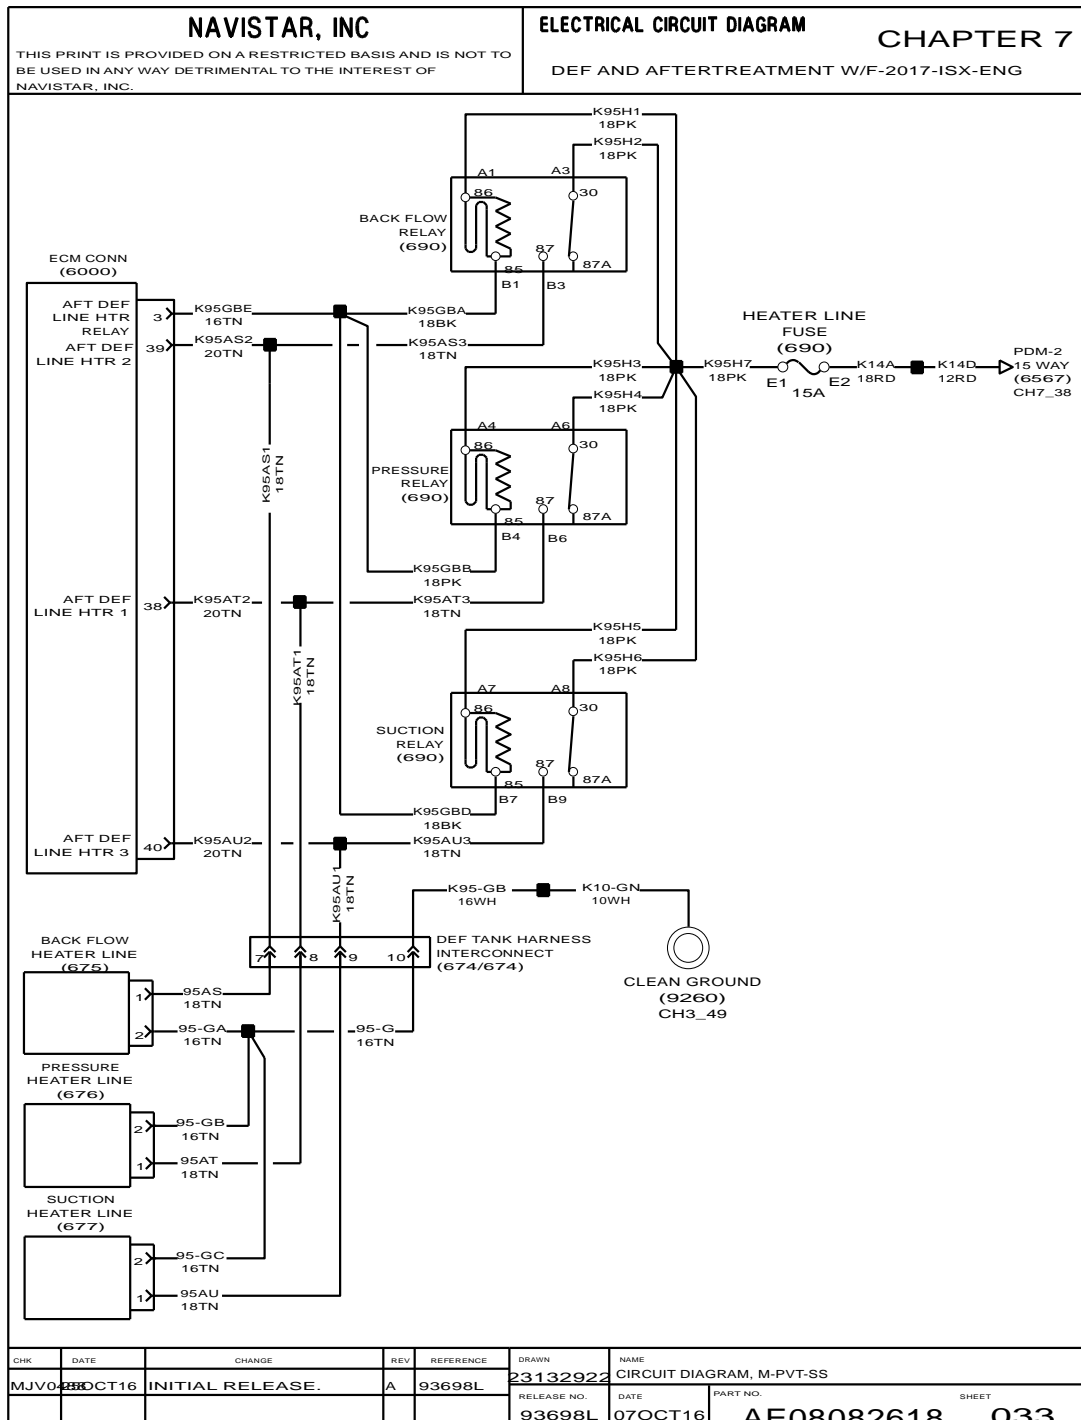 NAVISTAR, INC
THIS PRINT IS PROVIDED ON A RESTRICTED BASIS AND IS NOT TO
BE USED IN ANY WAY DETRIMENTAL TO THE INTEREST OF
NAVISTAR, INC.
ELECTRICAL CIRCUIT DIAGRAM
CHAPTER 7
DEF AND AFTERTREATMENT W/F-2017-ISX-ENG
K95H1
18PK
K95H2
18PK
A1
A3
86
30
BACK FLOW
RELAY
(690)
87
85
87A
B1
B3
ECM CONN
(6000)
AFT DEF
LINE HTR
RELAY
3
K95GBE
16TN
K95GBA
18BK
AFT DEF
LINE HTR 2
39
K95AS2
20TN
K95AS3
18TN
HEATER LINE
FUSE
(690)
K95H3
18PK
K95H7
18PK
E1
E2
15A
K14A
18RD
K14D
12RD
PDM-2
15 WAY
(6567)
CH7_38
K95H4
18PK
A4
A6
86
30
K95AS1
18TN
PRESSURE
RELAY
(690)
87
85
87A
B4
B6
K95GBB
18PK
AFT DEF
LINE HTR 1
38
K95AT2
20TN
K95AT3
18TN
K95H5
18PK
K95AT1
18TN
K95H6
18PK
A7
A8
86
30
SUCTION
RELAY
(690)
87
85
87A
B7
B9
K95GBD
18BK
AFT DEF
LINE HTR 3
40
K95AU2
20TN
K95AU3
18TN
K95AU1
18TN
K95-GB
16WH
K10-GN
10WH
BACK FLOW
HEATER LINE
(675)
7
8
9
10
DEF TANK HARNESS
INTERCONNECT
(674/674)
CLEAN GROUND
(9260)
CH3_49
1
95AS
18TN
2
95-GA
16TN
95-G
16TN
PRESSURE
HEATER LINE
(676)
2
95-GB
16TN
1
95AT
18TN
SUCTION
HEATER LINE
(677)
2
95-GC
16TN
1
95AU
18TN
CHK
DATE
CHANGE
REV
REFERENCE
DRAWN
NAME
OCT16
INITIAL RELEASE.
A
93698L
23132922
CIRCUIT DIAGRAM, M-PVT-SS
RELEASE NO.
DATE
PART NO.
SHEET
93698L
07OCT16
AE08082618
033